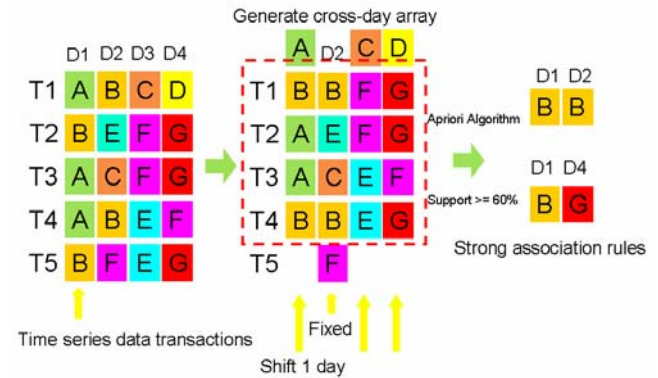 Generate cross-day array
D1 D2 D3 D4
T1 A B C D
T2 B E F G
T3 A C F G
T4 A B E F
T5 B F E G
Time series data transactions
A D2 C D
T1 B B F G
T2 A E F G
T3 A C E F
T4 B B E G
T5 F
Fixed
Shift 1 day
Apriori Algorithm
Support >= 60%
D1 D2
B B
D1 D4
B G
Strong association rules